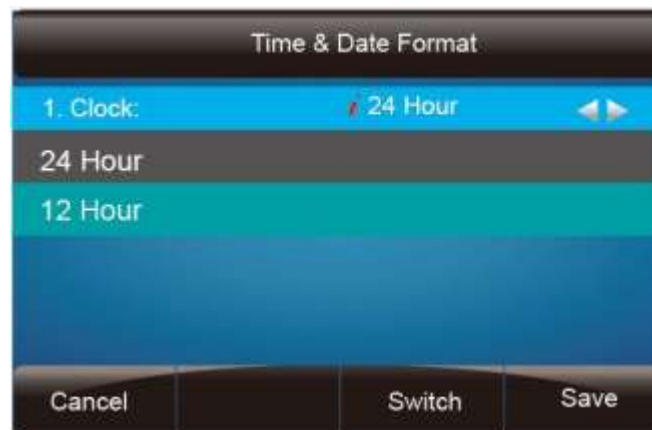 Time & Date Format
1. Clock: i 24 Hour
24 Hour
12 Hour
Cancel Switch Save